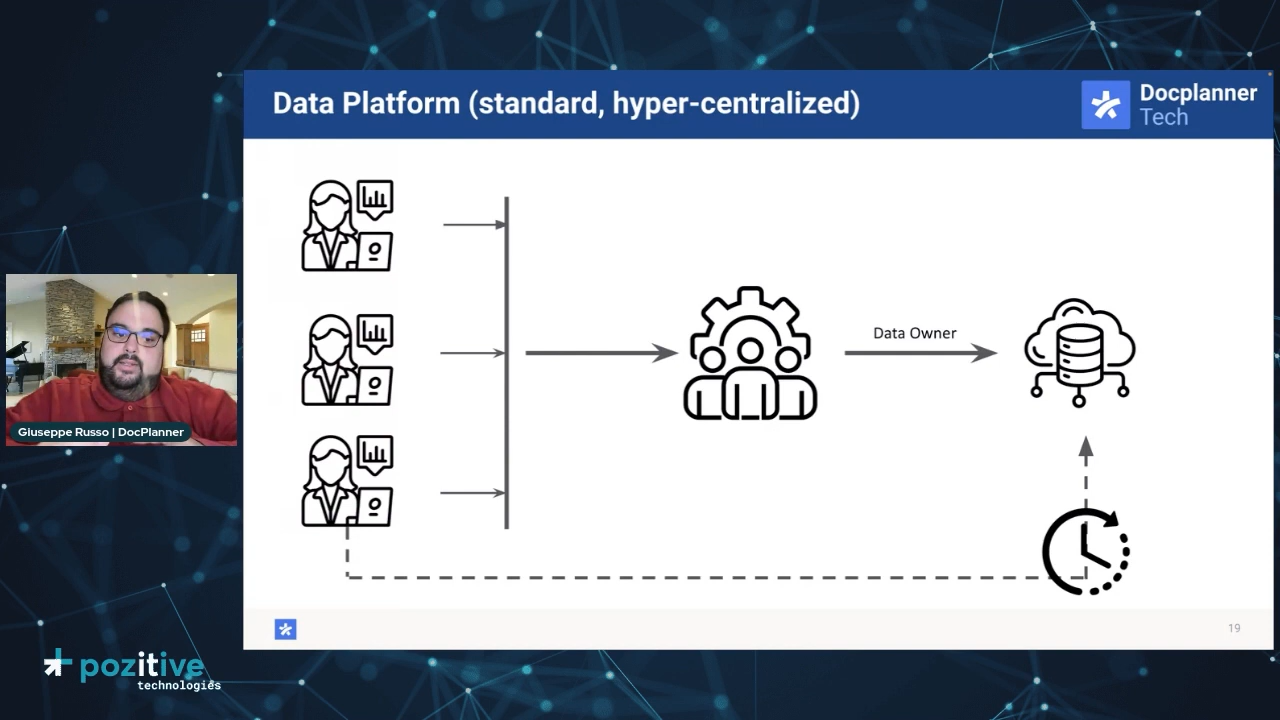 Data Platform (standard, hyper-centralized)
Docplanner
Tech
Data Owner
Giuseppe Russo | DocPlanner
19
pozitive
technologies